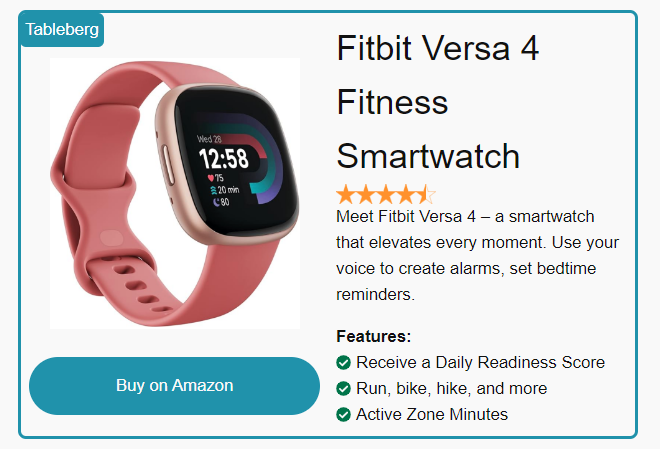 Tableberg
Fitbit Versa 4
Fitness
Smartwatch
Wed 28
12:58
75
20 min
80
Meet Fitbit Versa 4 – a smartwatch
that elevates every moment. Use your
voice to create alarms, set bedtime
reminders.
Features:
Receive a Daily Readiness Score
Run, bike, hike, and more
Active Zone Minutes
Buy on Amazon